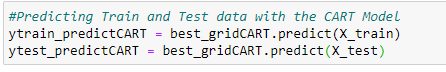 #Predicting Train and Test data with the CART Model
ytrain_predictCART = best_gridCART.predict(X_train)
ytest_predictCART = best_gridCART.predict(X_test)